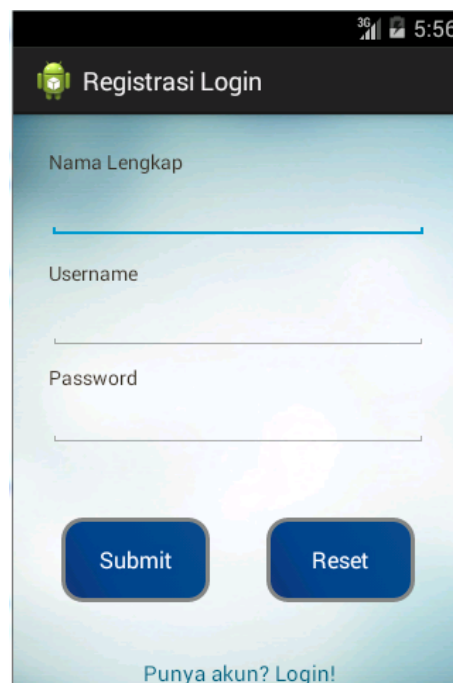 3G 5:56
Registrasi Login
Nama Lengkap
Username
Password
Submit Reset
Punya akun? Login!